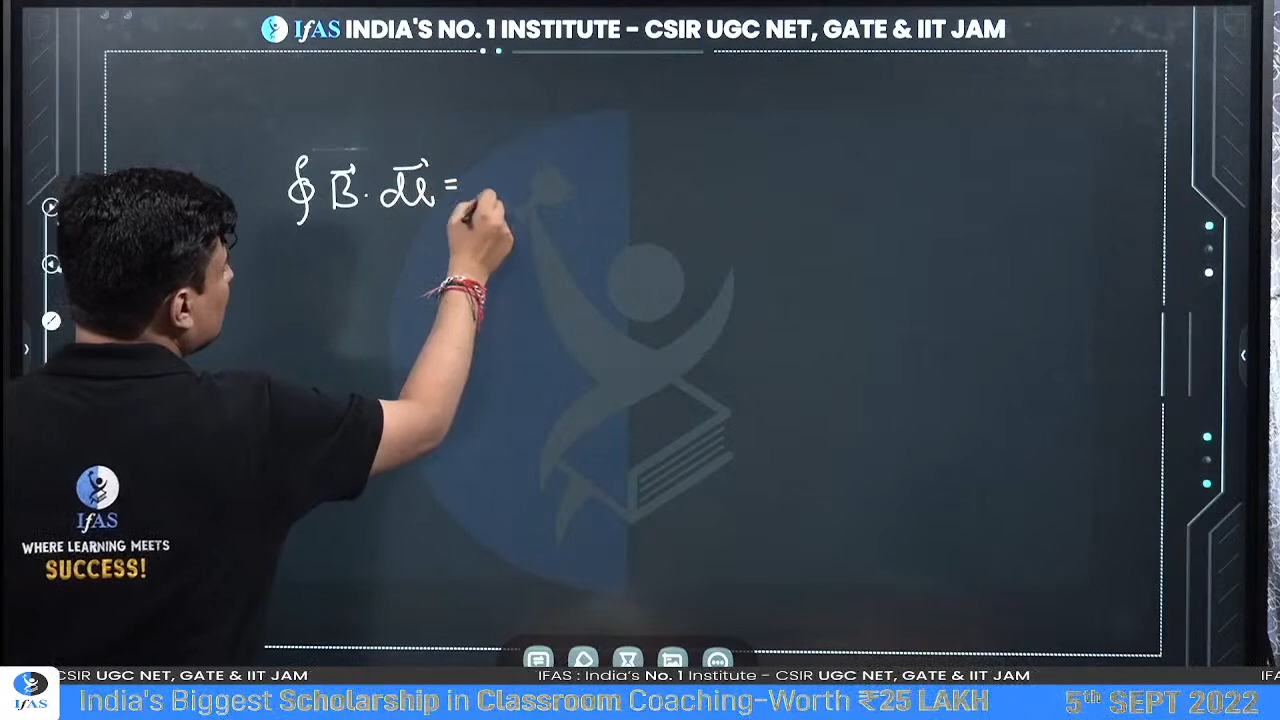 IfAS INDIA'S NO. 1 INSTITUTE - CSIR UGC NET, GATE & IIT JAM
∮ B⃗ · dl⃗ =
IfAS
WHERE LEARNING MEETS
SUCCESS!
CSIR UGC NET, GATE & IIT JAM IFAS : India's No. 1 Institute - CSIR UGC NET, GATE & IIT JAM IFA
IfAS India's Biggest Scholarship in Classroom Coaching-Worth ₹25 LAKH 5th SEPT 2022